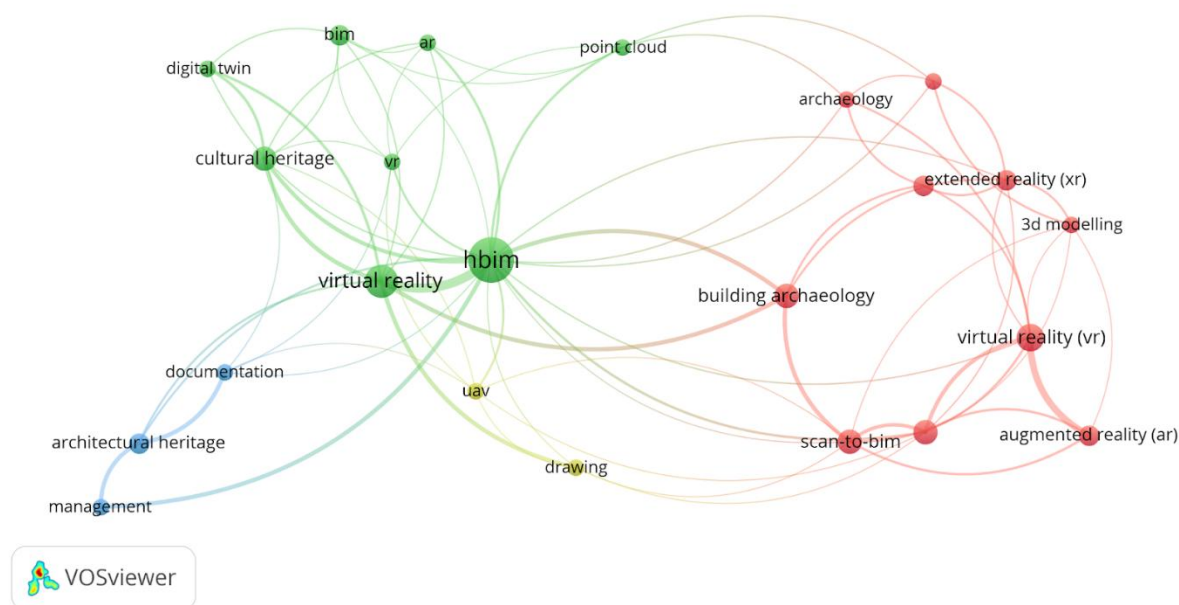 bim
ar
point cloud
digital twin
archaeology
cultural heritage
vr
extended reality (xr)
3d modelling
hbim
virtual reality
building archaeology
virtual reality (vr)
documentation
uav
architectural heritage
scan-to-bim
augmented reality (ar)
drawing
management
VOSviewer